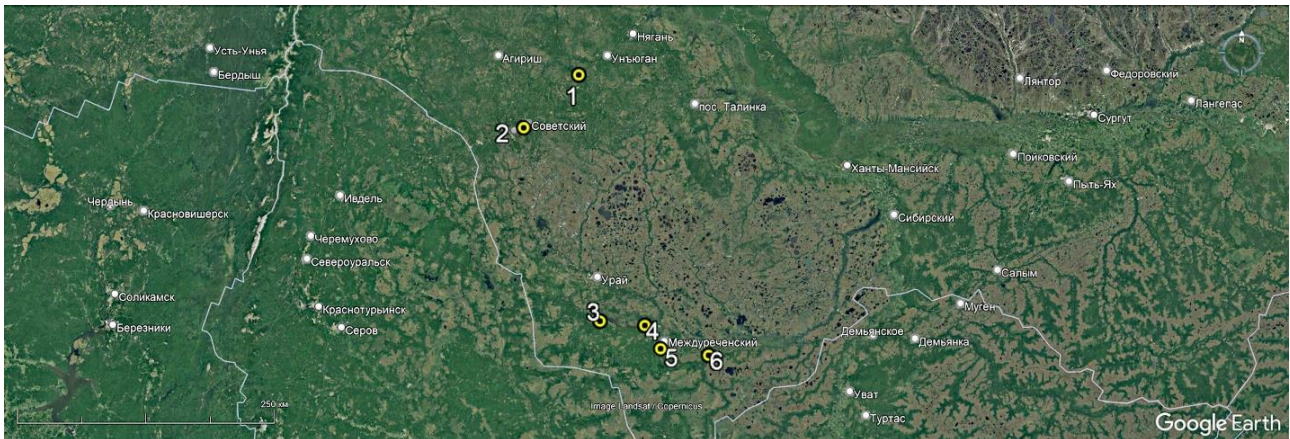 Нягань
Усть-Унья
Агириш
Унъюган
N
Бердыш
Лянтор
Федоровский
1
пос. Талинка
Лангепас
Сургут
2
Советский
Пойковский
Ханты-Мансийск
Пыть-Ях
Ивдель
Чердынь
Красновишерск
Сибирский
Черемухово
Североуральск
Салым
Урай
Соликамск
Краснотурьинск
Муген
3
Березники
Серов
4
Демьянское
Демьянка
Междуреченский
5
6
Уват
250 км
Image Landsat / Copernicus
Туртас
Google Earth